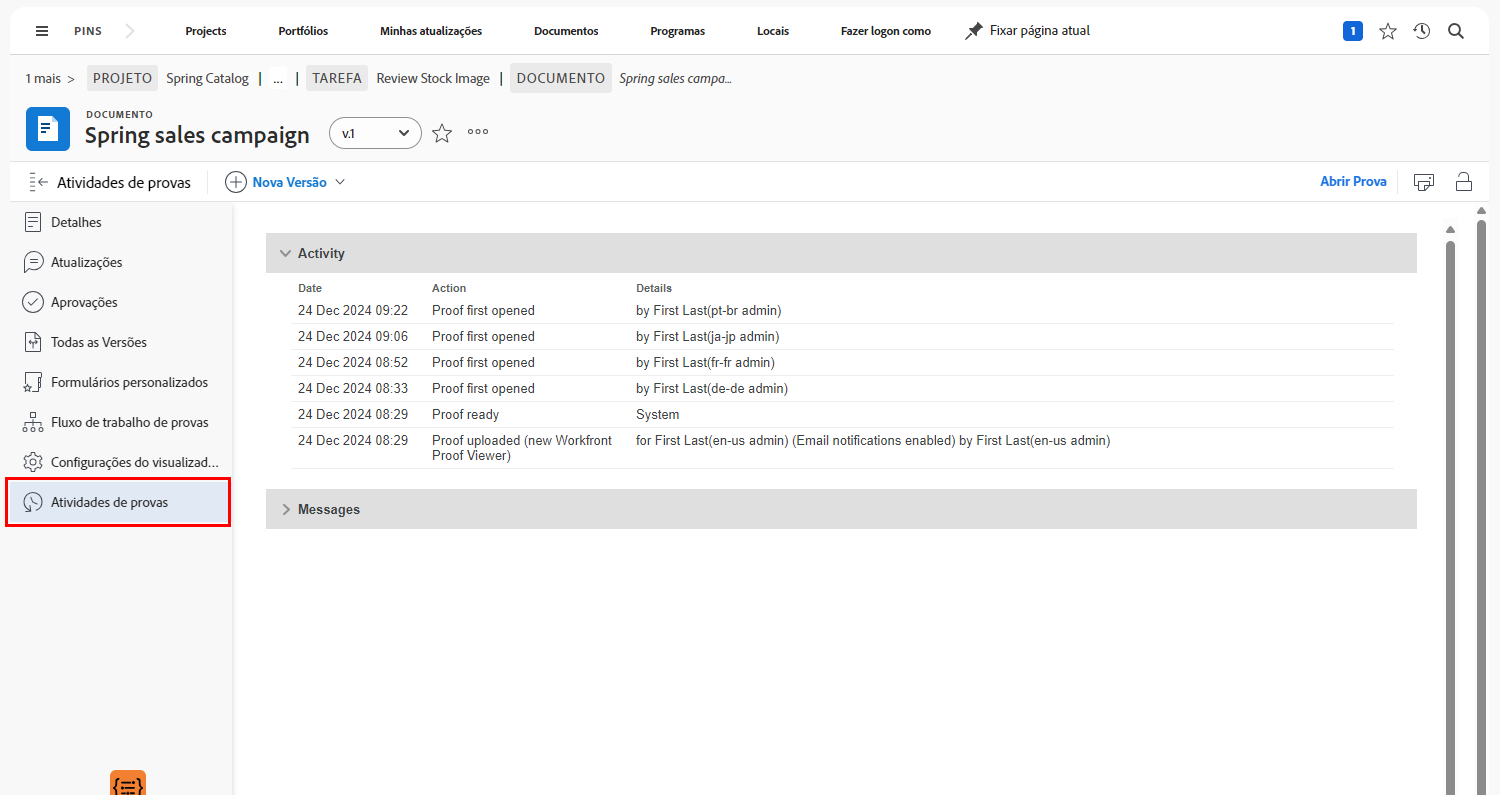 PINS Projects Portfólios Minhas atualizações Documentos Programas Locais Fazer logon como Fixar página atual 1
1 mais > PROJETO Spring Catalog | ... | TAREFA Review Stock Image | DOCUMENTO Spring sales campa...
DOCUMENTO
Spring sales campaign v.1
Atividades de provas Nova Versão Abrir Prova
Detalhes
Atualizações
Aprovações
Todas as Versões
Formulários personalizados
Fluxo de trabalho de provas
Configurações do visualizad...
Atividades de provas
Activity
Date Action Details
24 Dec 2024 09:22 Proof first opened by First Last(pt-br admin)
24 Dec 2024 09:06 Proof first opened by First Last(ja-jp admin)
24 Dec 2024 08:52 Proof first opened by First Last(fr-fr admin)
24 Dec 2024 08:33 Proof first opened by First Last(de-de admin)
24 Dec 2024 08:29 Proof ready System
24 Dec 2024 08:29 Proof uploaded (new Workfront for First Last(en-us admin) (Email notifications enabled) by First Last(en-us admin)
Proof Viewer)
Messages